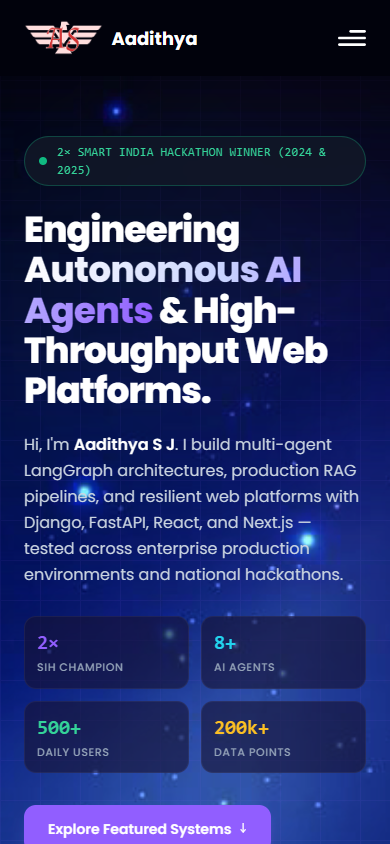 AS
Aadithya
2× SMART INDIA HACKATHON WINNER (2024 &
2025)
Engineering
Autonomous AI
Agents & High-
Throughput Web
Platforms.
Hi, I'm Aadithya S J. I build multi-agent
LangGraph architectures, production RAG
pipelines, and resilient web platforms with
Django, FastAPI, React, and Next.js —
tested across enterprise production
environments and national hackathons.
2×
SIH CHAMPION
8+
AI AGENTS
500+
DAILY USERS
200k+
DATA POINTS
Explore Featured Systems ↓